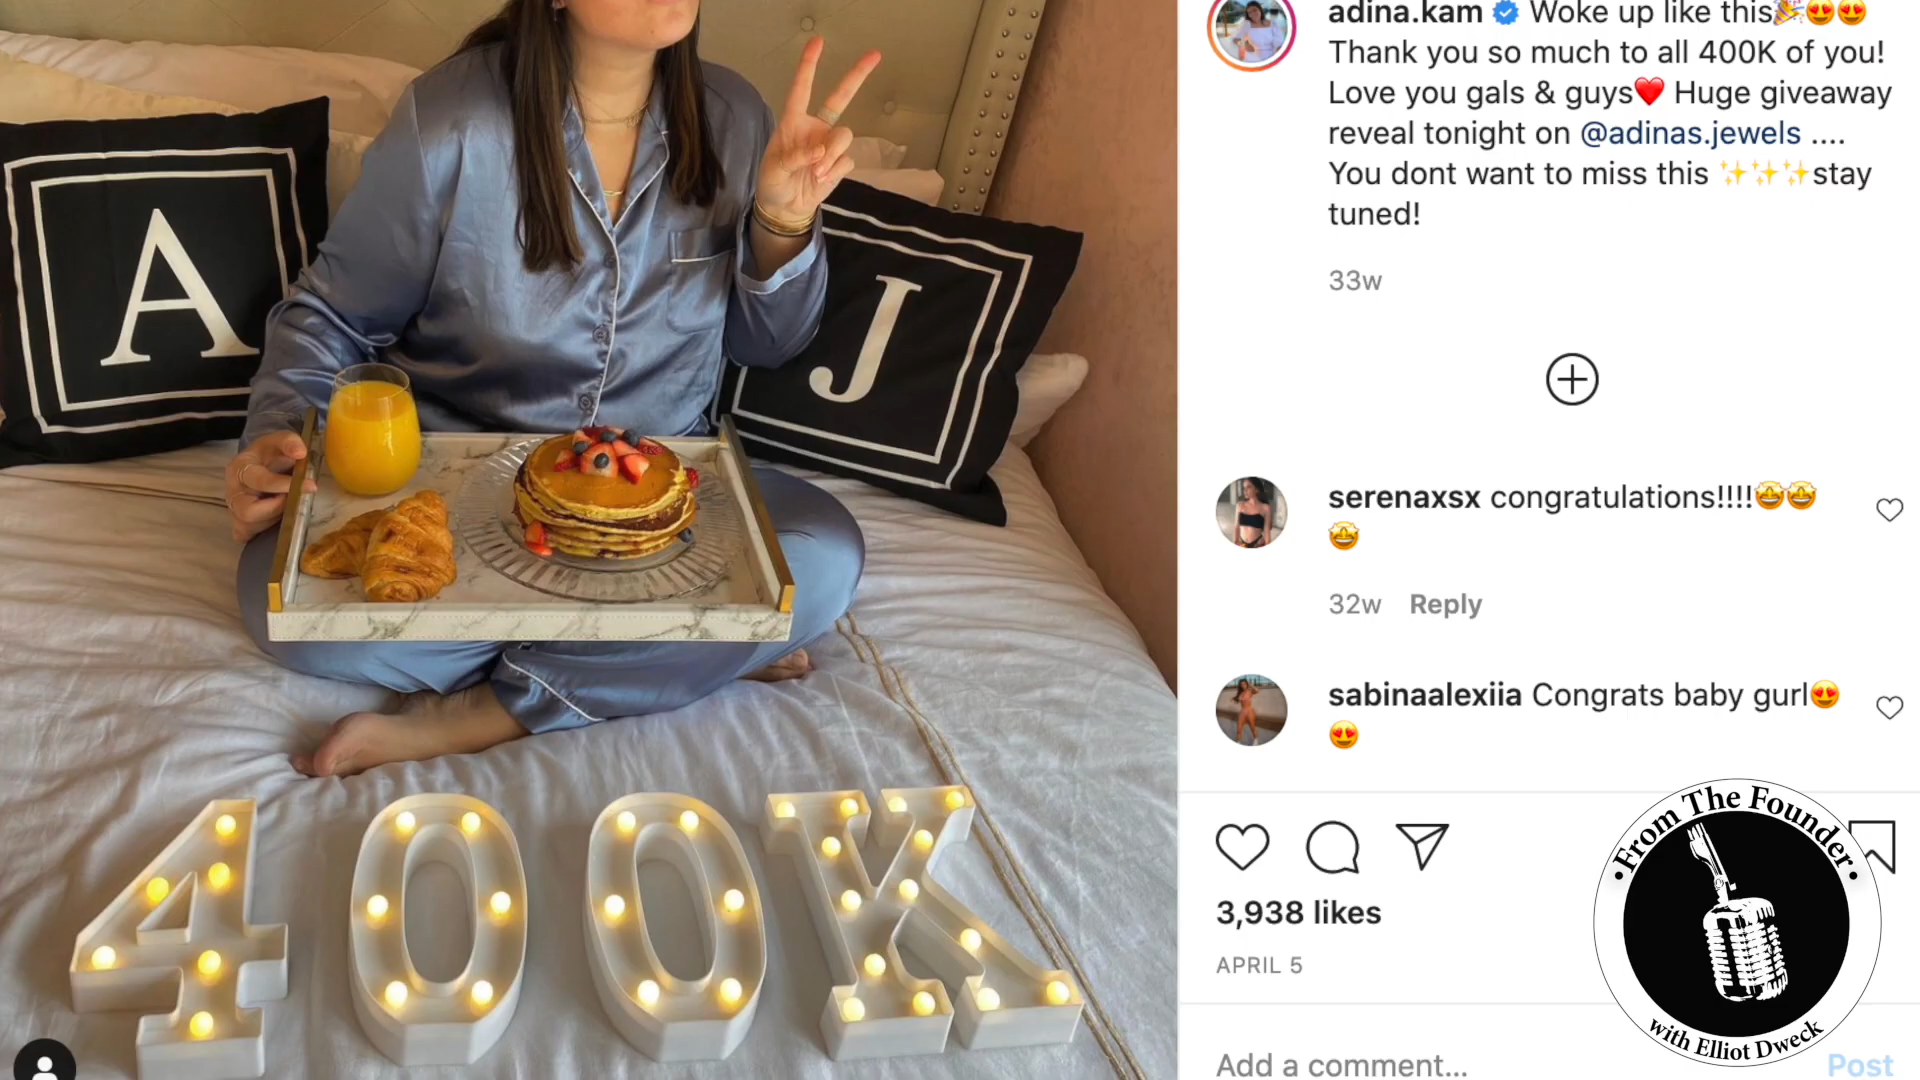 adina.kam Woke up like this🎉😍😍
Thank you so much to all 400K of you!
Love you gals & guys❤️ Huge giveaway
reveal tonight on @adinas.jewels ....
You dont want to miss this ✨✨✨stay
tuned!
33w
serenaxsx congratulations!!!!🤩🤩
🤩
32w Reply
sabinaalexiia Congrats baby gurl😍
😍
3,938 likes
APRIL 5
Add a comment...
Post
A
J
400K
• From The Founder •
with Elliot Dweck